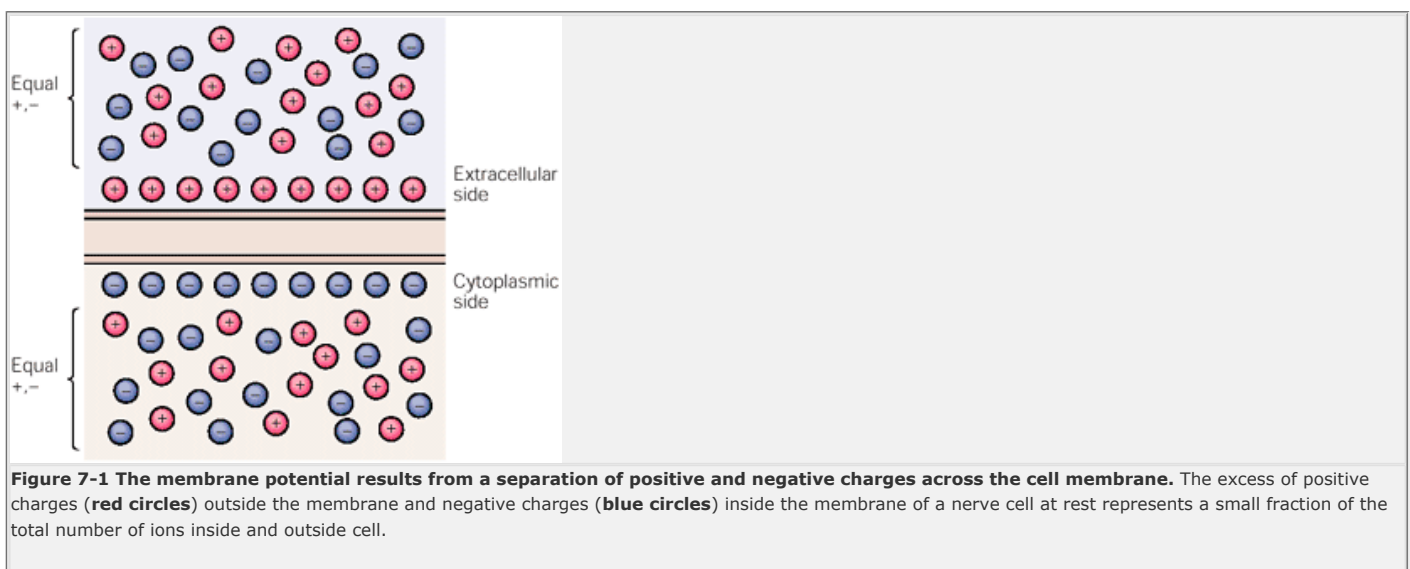 Equal
+,−
Extracellular
side
Cytoplasmic
side
Equal
+,−
Figure 7-1 The membrane potential results from a separation of positive and negative charges across the cell membrane. The excess of positive
charges (red circles) outside the membrane and negative charges (blue circles) inside the membrane of a nerve cell at rest represents a small fraction of the
total number of ions inside and outside cell.